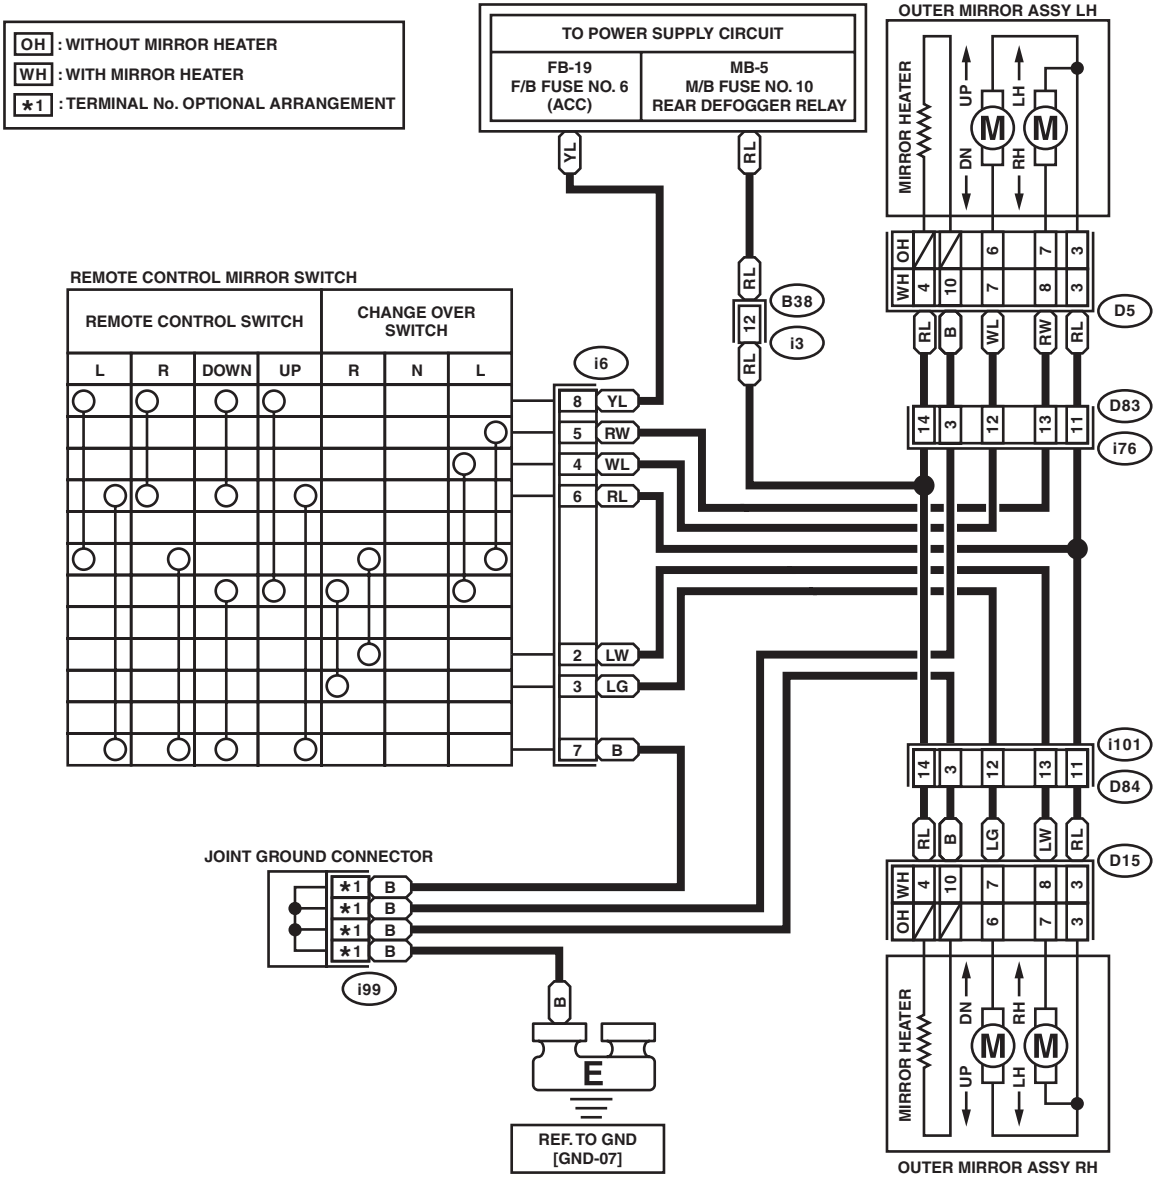 OH : WITHOUT MIRROR HEATER
WH : WITH MIRROR HEATER
*1 : TERMINAL No. OPTIONAL ARRANGEMENT
TO POWER SUPPLY CIRCUIT
FB-19
F/B FUSE NO. 6
(ACC)
MB-5
M/B FUSE NO. 10
REAR DEFOGGER RELAY
YL
RL
RL
12
RL
B38
i3
OUTER MIRROR ASSY LH
MIRROR HEATER
UP
DN
M
LH
RH
M
OH 6 7 3
WH 4 10 7 8 3
D5
RL B WL RW RL
D83
14 3 12 13 11
i76
REMOTE CONTROL MIRROR SWITCH
REMOTE CONTROL SWITCH
CHANGE OVER
SWITCH
L R DOWN UP R N L
i6
8 YL
5 RW
4 WL
6 RL
2 LW
3 LG
7 B
i101
14 3 12 13 11
D84
RL B LG LW RL
D15
WH 4 10 7 8 3
OH 6 7 3
MIRROR HEATER
DN
UP
M
RH
LH
M
OUTER MIRROR ASSY RH
JOINT GROUND CONNECTOR
*1 B
*1 B
*1 B
*1 B
i99
B
E
REF. TO GND
[GND-07]